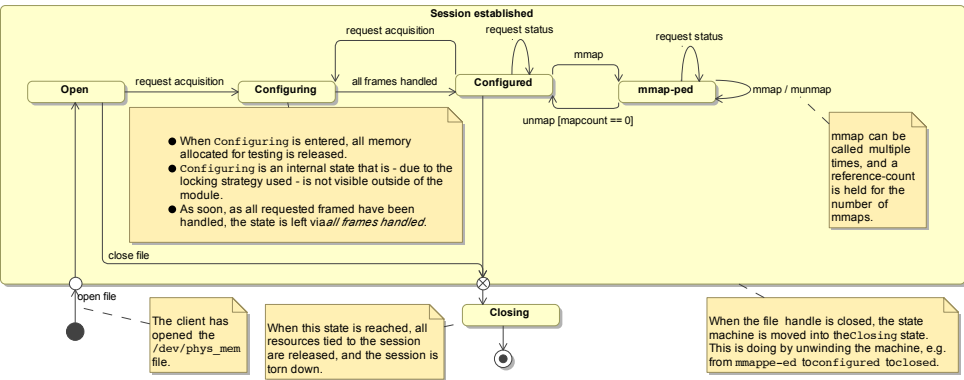 Session established
request acquisition
request status
request status
mmap
Open
request acquisition
Configuring
all frames handled
Configured
mmap-ped
mmap / munmap
unmap [mapcount == 0]
● When Configuring is entered, all memory
allocated for testing is released.
● Configuring is an internal state that is - due to the
locking strategy used - is not visible outside of the
module.
● As soon, as all requested framed have been
handled, the state is left viaall frames handled.
mmap can be
called multiple
times, and a
reference-count
is held for the
number of
mmaps.
close file
open file
The client has
opened the
/dev/phys_mem
file.
When this state is reached, all
resources tied to the session
are released, and the session is
torn down.
Closing
When the file handle is closed, the state
machine is moved into theClosing state.
This is doing by unwinding the machine, e.g.
from mmappe-ed toconfigured toclosed.